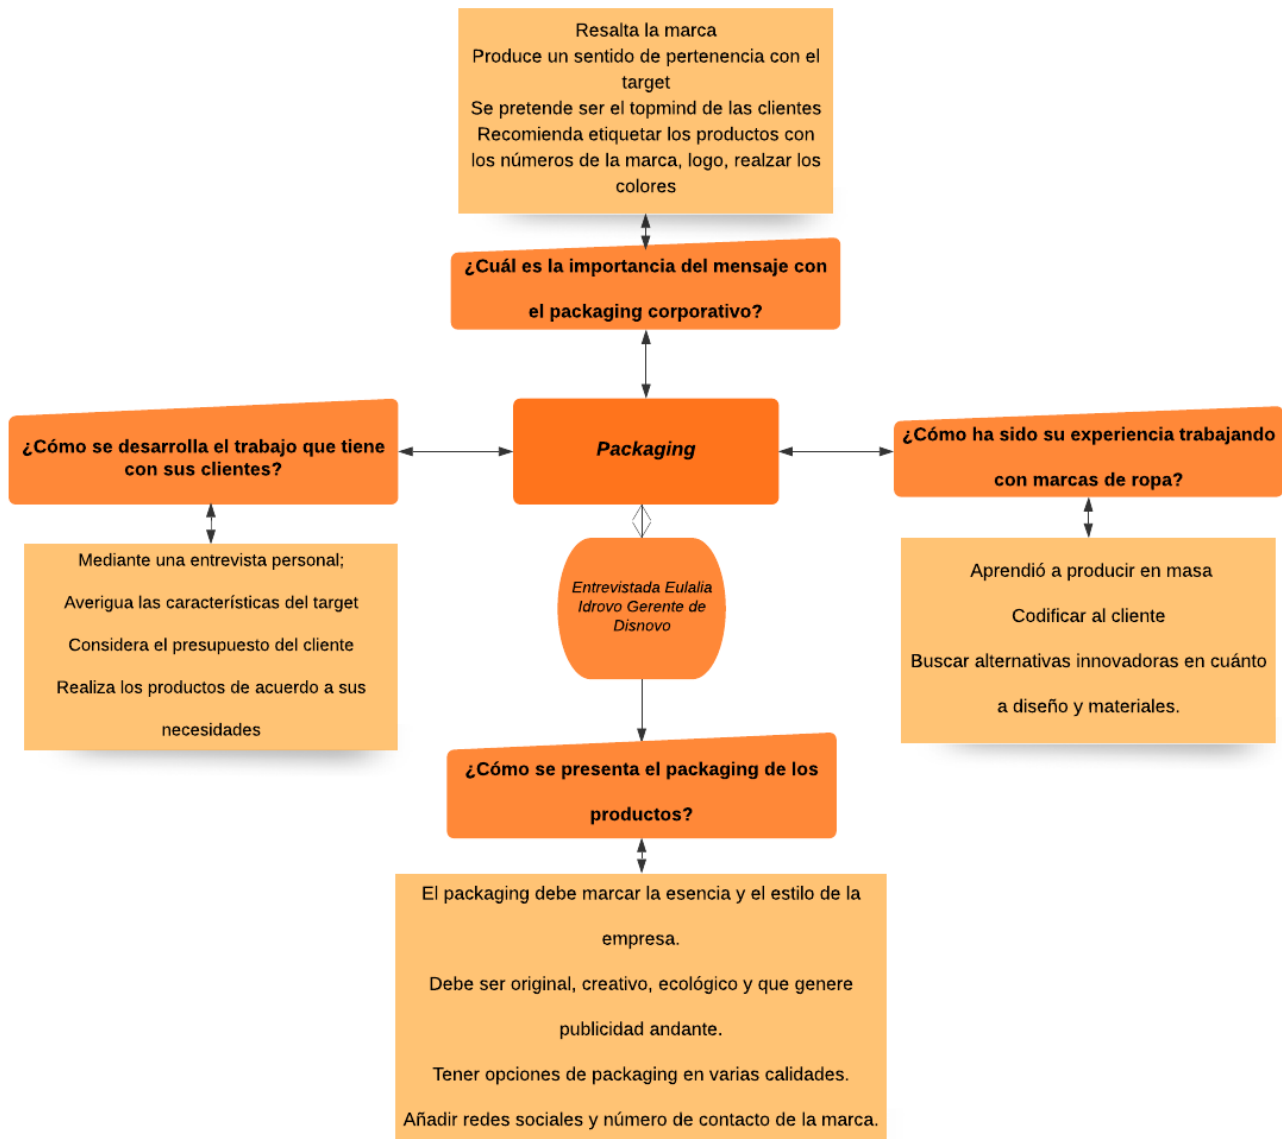 Resalta la marca
Produce un sentido de pertenencia con el
target
Se pretende ser el topmind de las clientes
Recomienda etiquetar los productos con
los números de la marca, logo, realzar los
colores
¿Cuál es la importancia del mensaje con
el packaging corporativo?
¿Cómo se desarrolla el trabajo que tiene
con sus clientes?
Packaging
¿Cómo ha sido su experiencia trabajando
con marcas de ropa?
Mediante una entrevista personal;
Averigua las características del target
Considera el presupuesto del cliente
Realiza los productos de acuerdo a sus
necesidades
Entrevistada Eulalia
Idrovo Gerente de
Disnovo
Aprendió a producir en masa
Codificar al cliente
Buscar alternativas innovadoras en cuánto
a diseño y materiales.
¿Cómo se presenta el packaging de los
productos?
El packaging debe marcar la esencia y el estilo de la
empresa.
Debe ser original, creativo, ecológico y que genere
publicidad andante.
Tener opciones de packaging en varias calidades.
Añadir redes sociales y número de contacto de la marca.